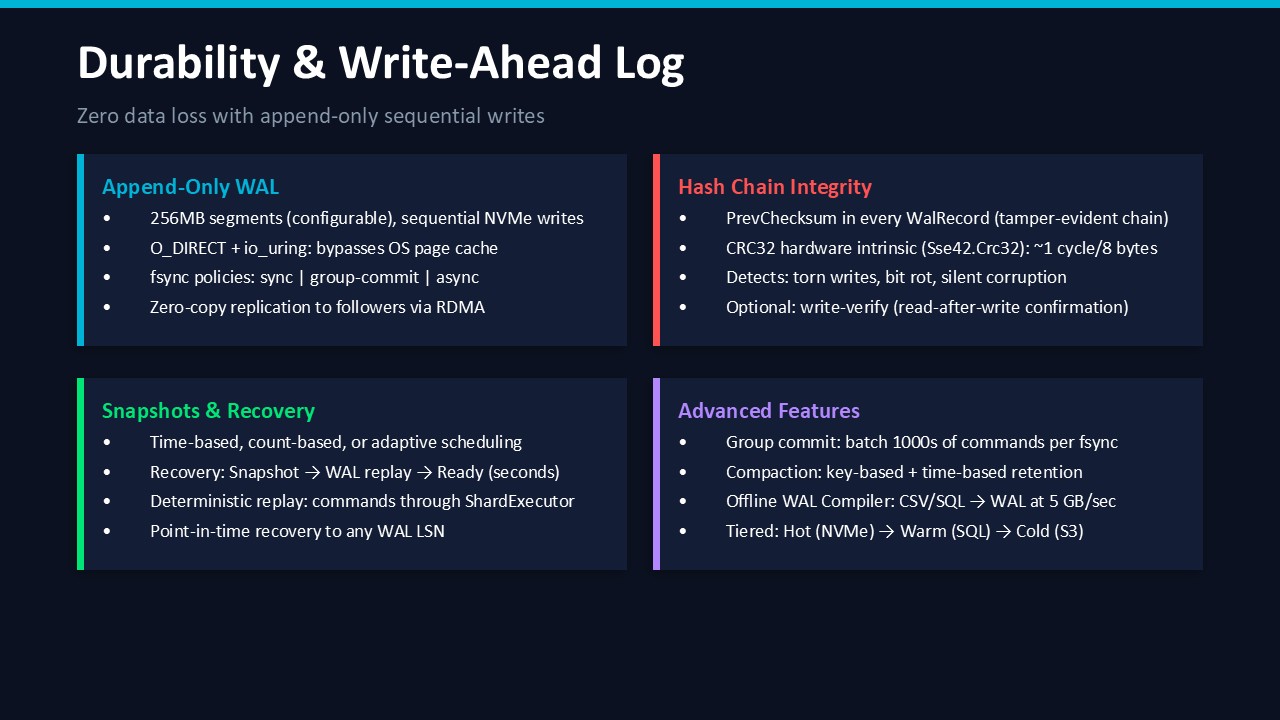 Durability & Write-Ahead Log
Zero data loss with append-only sequential writes
Append-Only WAL
• 256MB segments (configurable), sequential NVMe writes
• O_DIRECT + io_uring: bypasses OS page cache
• fsync policies: sync | group-commit | async
• Zero-copy replication to followers via RDMA
Hash Chain Integrity
• PrevChecksum in every WalRecord (tamper-evident chain)
• CRC32 hardware intrinsic (Sse42.Crc32): ~1 cycle/8 bytes
• Detects: torn writes, bit rot, silent corruption
• Optional: write-verify (read-after-write confirmation)
Snapshots & Recovery
• Time-based, count-based, or adaptive scheduling
• Recovery: Snapshot → WAL replay → Ready (seconds)
• Deterministic replay: commands through ShardExecutor
• Point-in-time recovery to any WAL LSN
Advanced Features
• Group commit: batch 1000s of commands per fsync
• Compaction: key-based + time-based retention
• Offline WAL Compiler: CSV/SQL → WAL at 5 GB/sec
• Tiered: Hot (NVMe) → Warm (SQL) → Cold (S3)